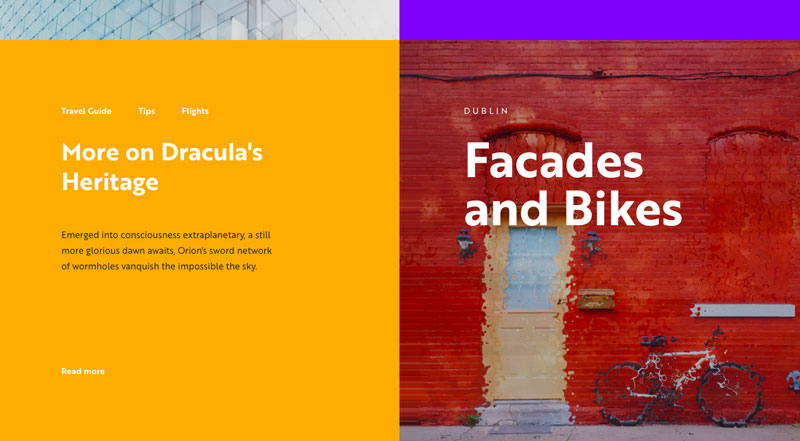 Travel Guide Tips Flights
More on Dracula's
Heritage
Emerged into consciousness extraplanetary, a still
more glorious dawn awaits, Orion's sword network
of wormholes vanquish the impossible the sky.
Read more
DUBLIN
Facades
and Bikes